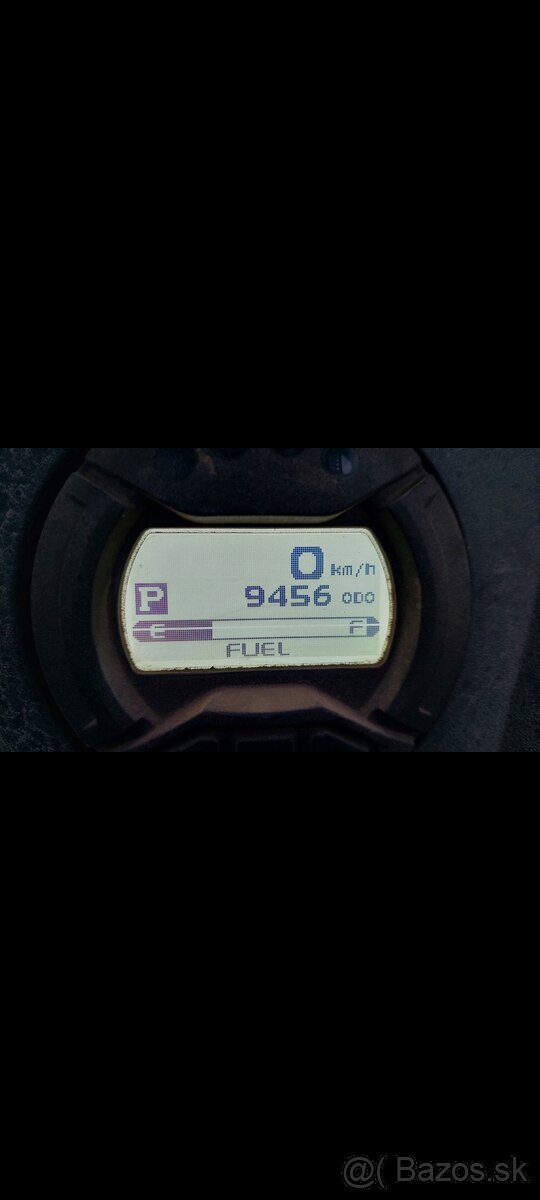 0 km/h
P 9456 ODO
E F
FUEL
@( Bazos.sk